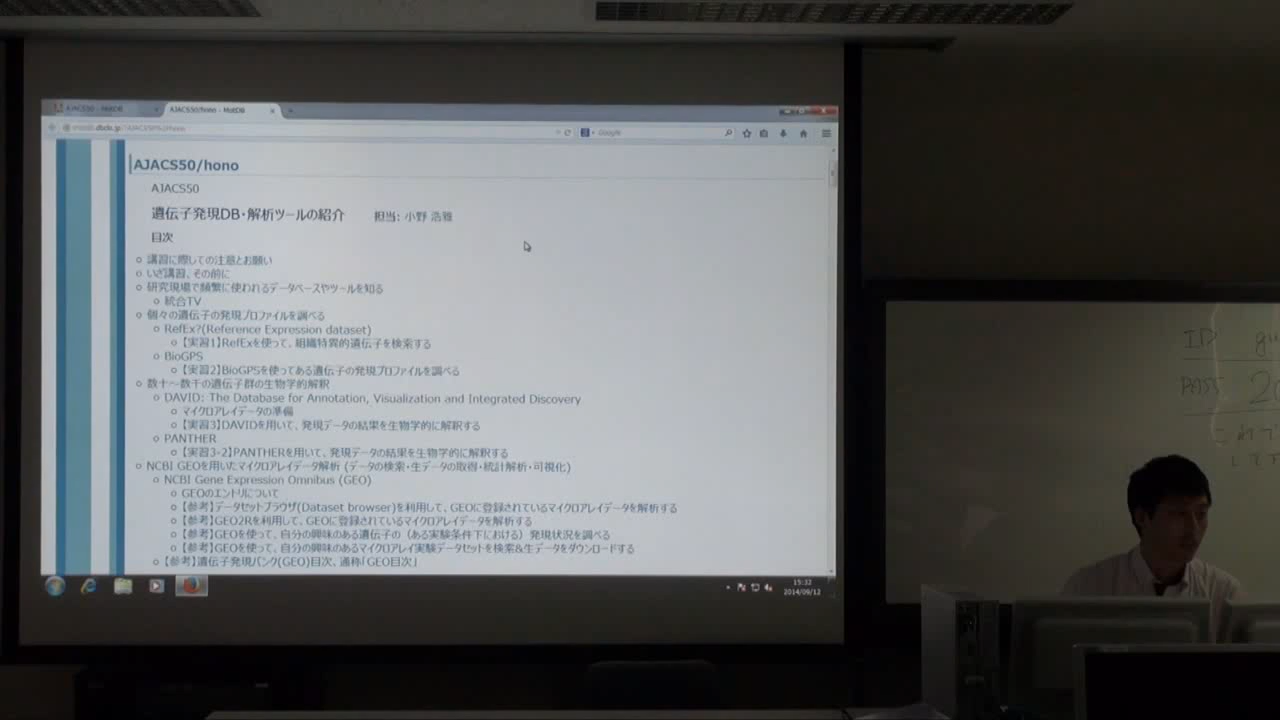 AJACS50 - MotDB
AJACS50/hono - MotDB
motdb.dbcls.jp/?AJACS50%2Fhono
Google
AJACS50/hono
AJACS50
遺伝子発現DB・解析ツールの紹介 担当: 小野 浩雅
目次
講習に際しての注意とお願い
いざ講習、その前に
研究現場で頻繁に使われるデータベースやツールを知る
統合TV
個々の遺伝子の発現プロファイルを調べる
RefEx?(Reference Expression dataset)
【実習1】RefExを使って、組織特異的遺伝子を検索する
BioGPS
【実習2】BioGPSを使ってある遺伝子の発現プロファイルを調べる
数十〜数千の遺伝子群の生物学的解釈
DAVID: The Database for Annotation, Visualization and Integrated Discovery
マイクロアレイデータの準備
【実習3】DAVIDを用いて、発現データの結果を生物学的に解釈する
PANTHER
【実習3-2】PANTHERを用いて、発現データの結果を生物学的に解釈する
NCBI GEOを用いたマイクロアレイデータ解析 (データの検索・生データの取得・統計解析・可視化)
NCBI Gene Expression Omnibus (GEO)
GEOのエントリについて
【参考】データセットブラウザ(Dataset browser)を利用して、GEOに登録されているマイクロアレイデータを解析する
【参考】GEO2Rを利用して、GEOに登録されているマイクロアレイデータを解析する
【参考】GEOを使って、自分の興味のある遺伝子の（ある実験条件下における）発現状況を調べる
【参考】GEOを使って、自分の興味のあるマイクロアレイ実験データセットを検索&生データをダウンロードする
【参考】遺伝子発現バンク(GEO)目次、通称「GEO目次」
15:32
2014/09/12
ID
PASS